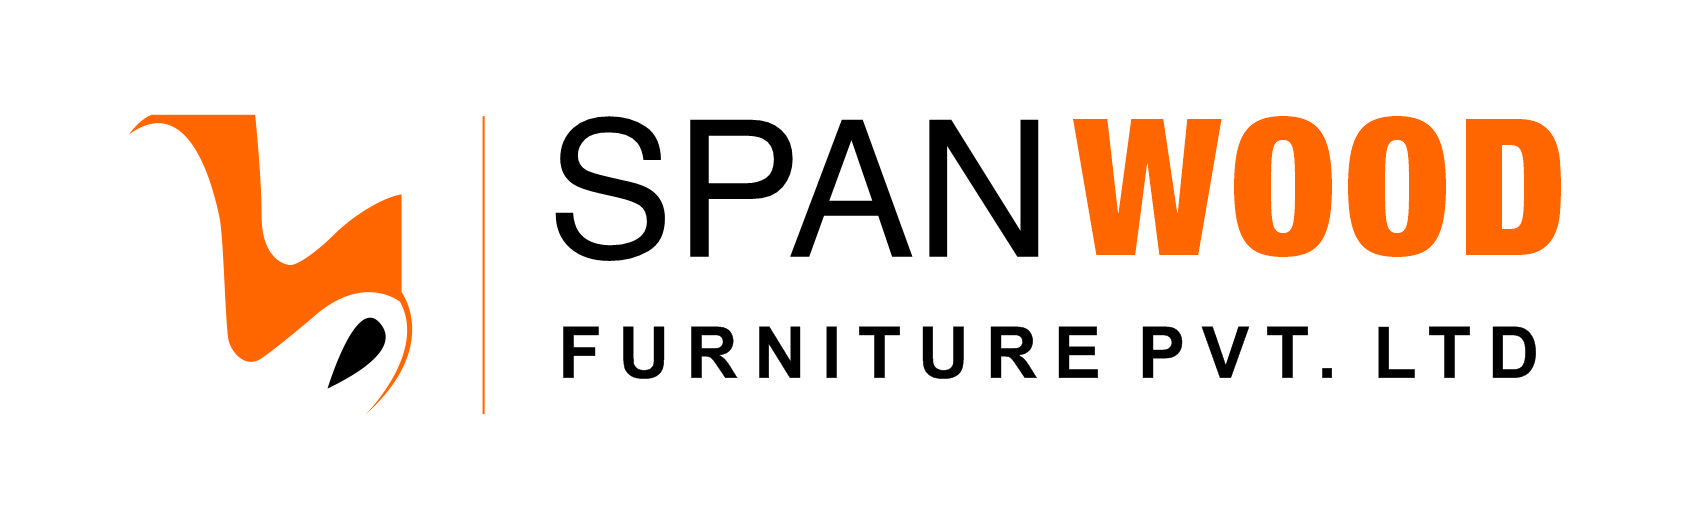 SPANWOOD
FURNITURE PVT. LTD